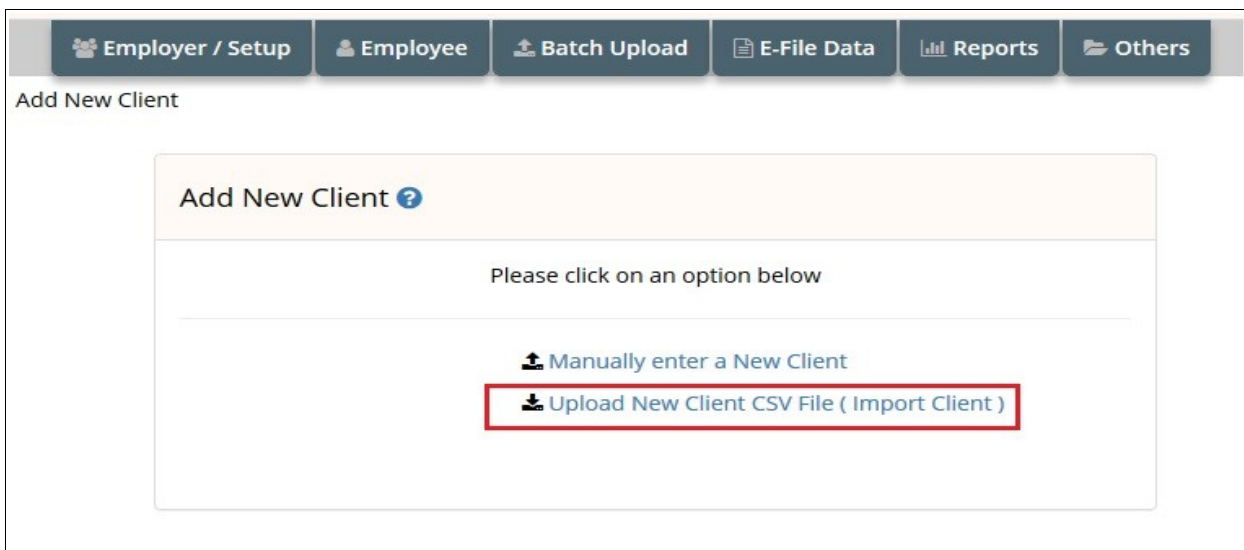 Employer / Setup Employee Batch Upload E-File Data Reports Others
Add New Client
Add New Client
Please click on an option below
Manually enter a New Client
Upload New Client CSV File ( Import Client )